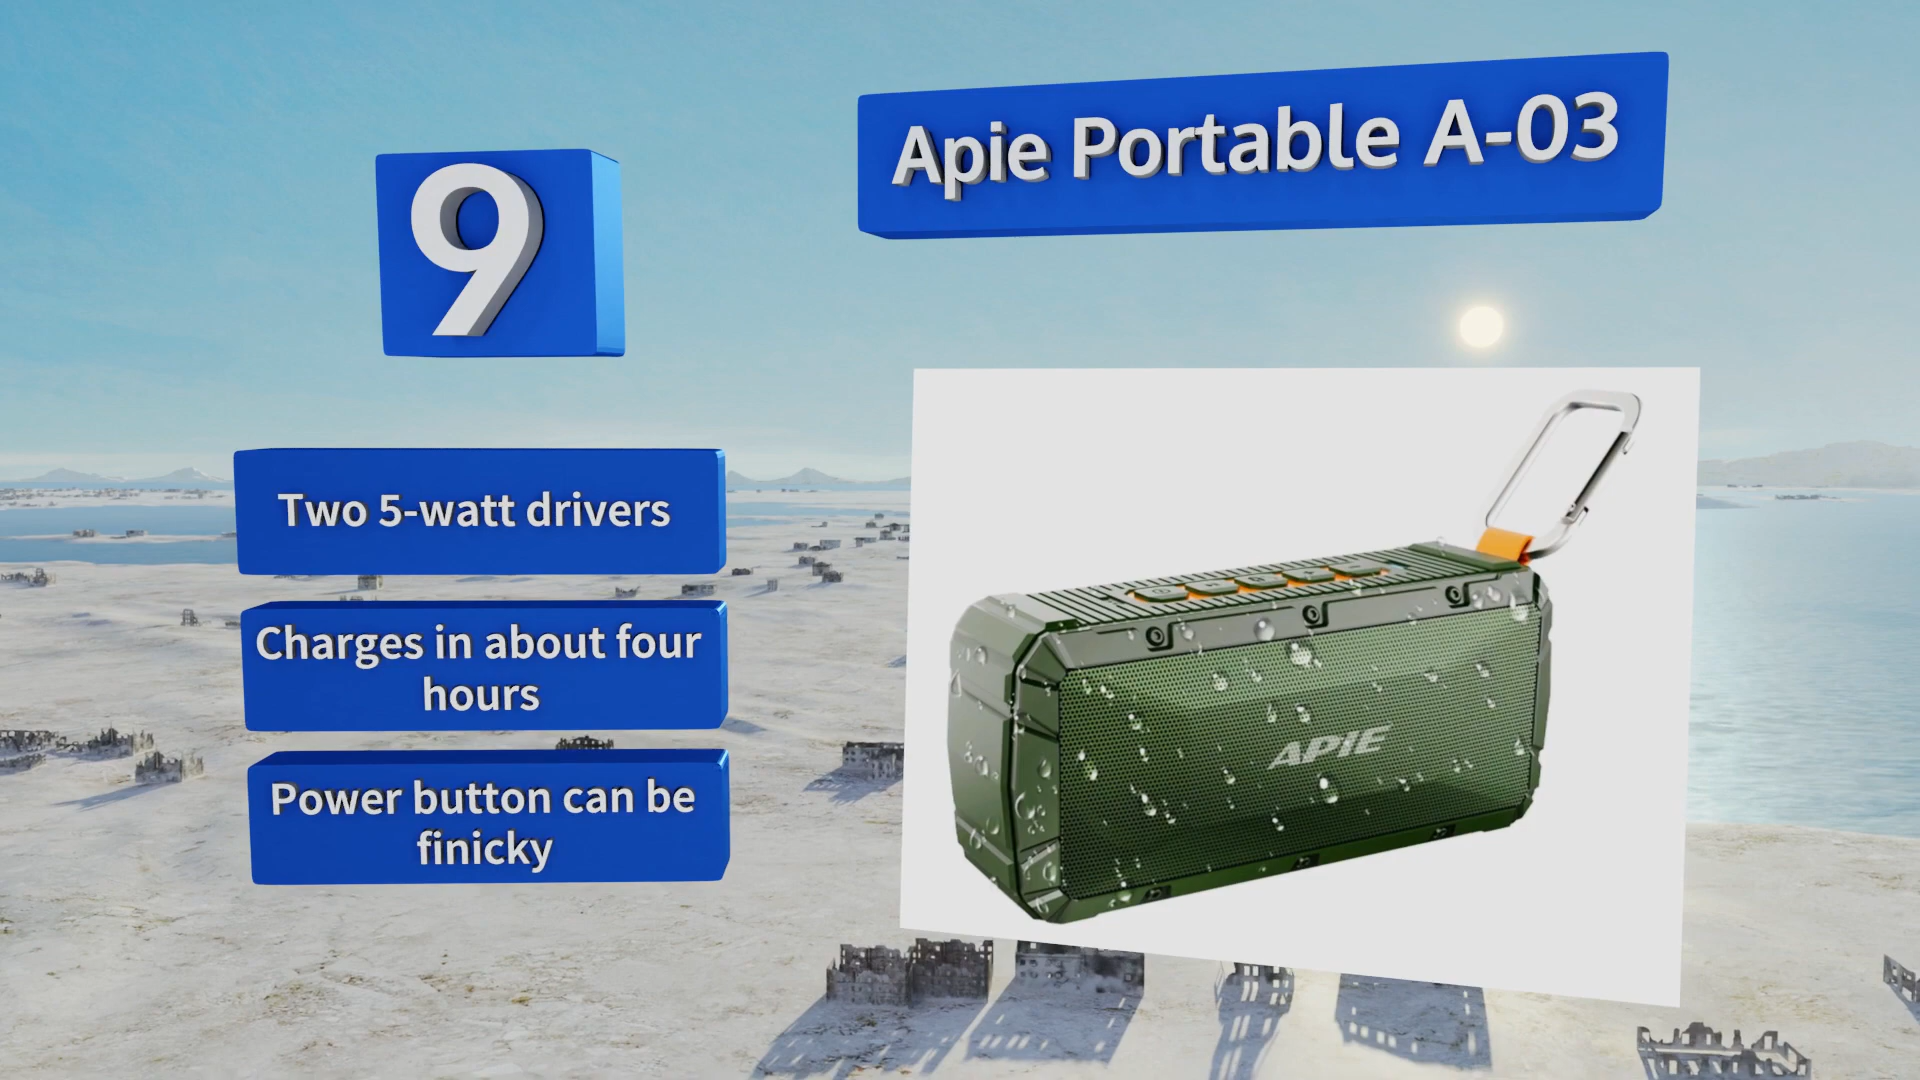 9
Apie Portable A-03
Two 5-watt drivers
Charges in about four
hours
Power button can be
finicky
APIE